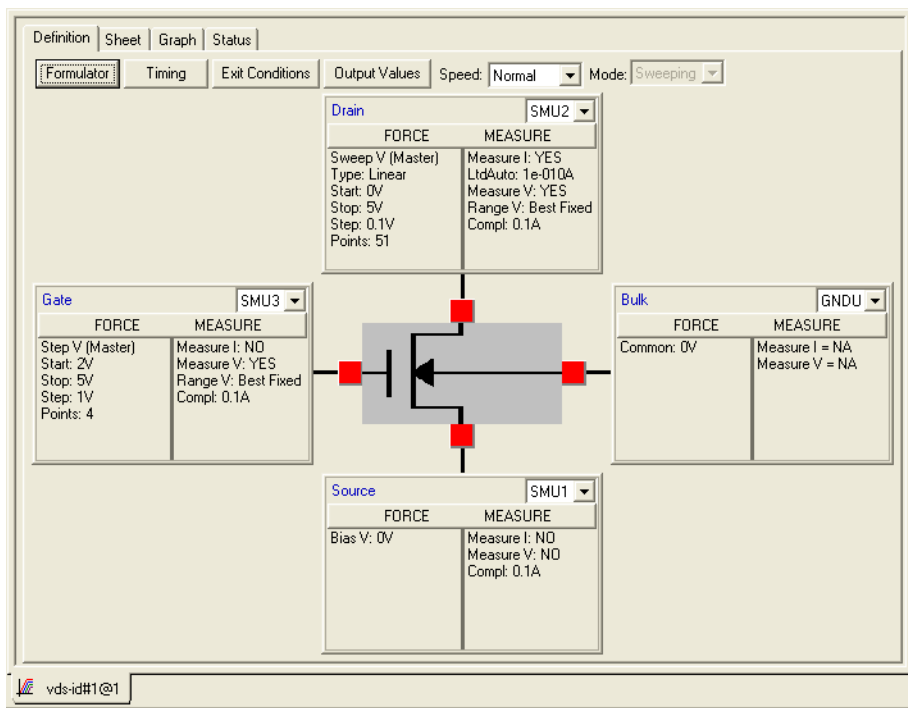 Definition Sheet Graph Status
Formulator Timing Exit Conditions Output Values Speed: Normal Mode: Sweeping
Drain SMU2
FORCE MEASURE
Sweep V (Master) Measure I: YES
Type: Linear LtdAuto: 1e-010A
Start: 0V Measure V: YES
Stop: 5V Range V: Best Fixed
Step: 0.1V Compl: 0.1A
Points: 51
Gate SMU3
FORCE MEASURE
Step V (Master) Measure I: NO
Start: 2V Measure V: YES
Stop: 5V Range V: Best Fixed
Step: 1V Compl: 0.1A
Points: 4
Bulk GNDU
FORCE MEASURE
Common: 0V Measure I = NA
Measure V = NA
Source SMU1
FORCE MEASURE
Bias V: 0V Measure I: NO
Measure V: NO
Compl: 0.1A
vds-id#1@1